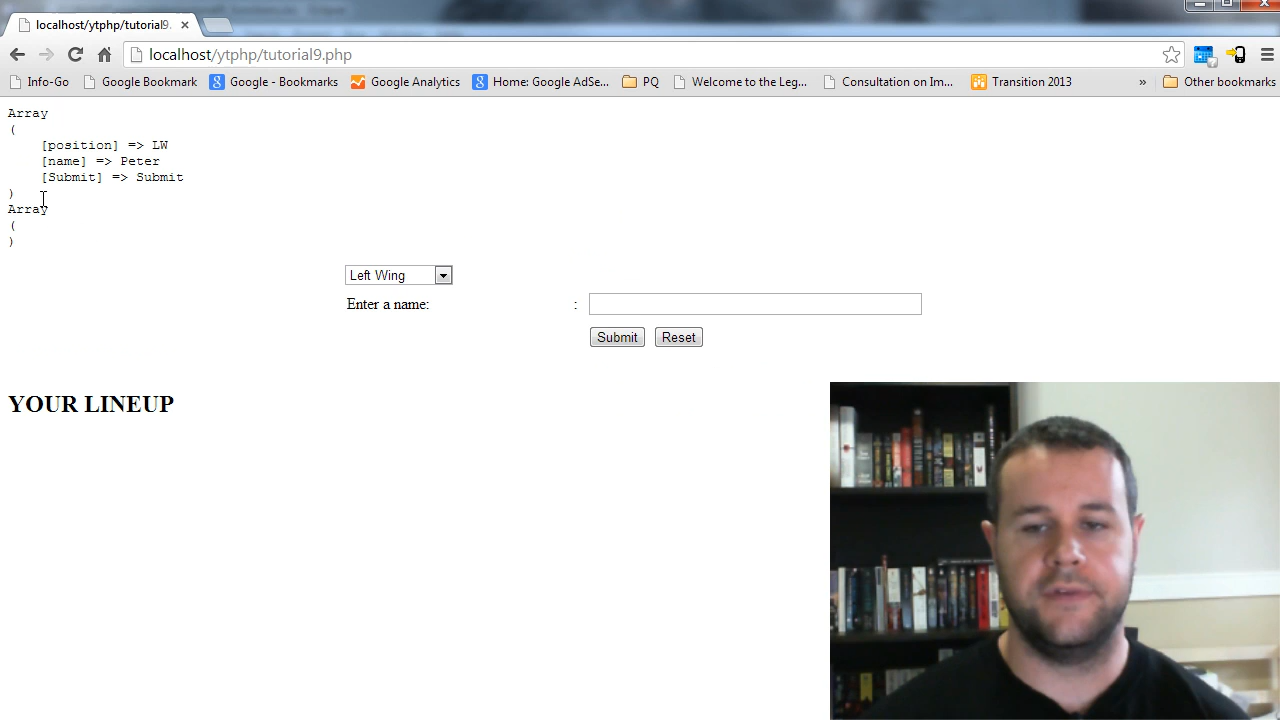 localhost/ytphp/tutorial9.
localhost/ytphp/tutorial9.php
Info-Go Google Bookmark Google - Bookmarks Google Analytics Home: Google AdSe... PQ Welcome to the Leg... Consultation on Im... Transition 2013 » Other bookmarks
Array
(
[position] => LW
[name] => Peter
[Submit] => Submit
)
Array
(
)
Left Wing
Enter a name: :
Submit Reset
YOUR LINEUP